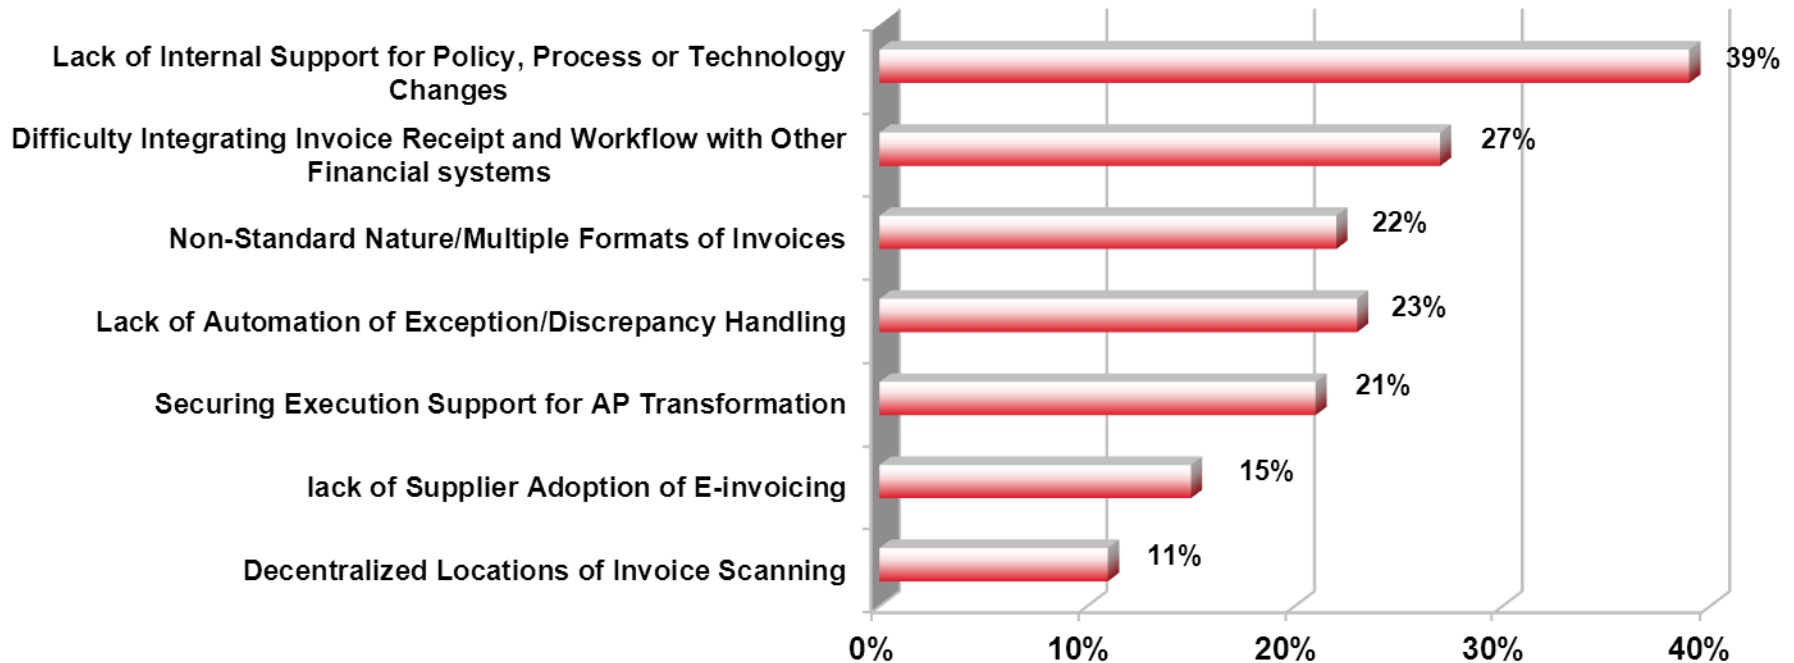 Lack of Internal Support for Policy, Process or Technology
Changes
39%
Difficulty Integrating Invoice Receipt and Workflow with Other
Financial systems
27%
Non-Standard Nature/Multiple Formats of Invoices
22%
Lack of Automation of Exception/Discrepancy Handling
23%
Securing Execution Support for AP Transformation
21%
lack of Supplier Adoption of E-invoicing
15%
Decentralized Locations of Invoice Scanning
11%
0% 10% 20% 30% 40%